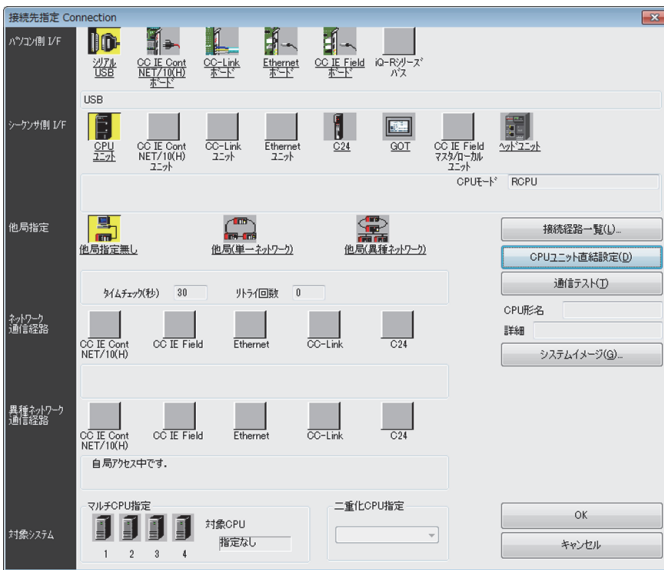 接続先指定 Connection
パソコン側 I/F
シリアル
USB
CC IE Cont
NET/10(H)
ボード
CC-Link
ボード
Ethernet
ボード
CC IE Field
ボード
iQ-Rシリーズ
バス
USB
シーケンサ側 I/F
CPU
ユニット
CC IE Cont
NET/10(H)
ユニット
CC-Link
ユニット
Ethernet
ユニット
C24
GOT
CC IE Field
マスタ/ローカル
ユニット
ヘッドユニット
CPUモード
RCPU
他局指定
他局指定無し
他局(単一ネットワーク)
他局(異種ネットワーク)
接続経路一覧(L)...
CPUユニット直結設定(D)
通信テスト(T)
タイムチェック(秒)
30
リトライ回数
0
CPU形名
詳細
システムイメージ(G)...
ネットワーク
通信経路
CC IE Cont
NET/10(H)
CC IE Field
Ethernet
CC-Link
C24
異種ネットワーク
通信経路
CC IE Cont
NET/10(H)
CC IE Field
Ethernet
CC-Link
C24
自局アクセス中です.
対象システム
マルチCPU指定
1
2
3
4
対象CPU
指定なし
二重化CPU指定
OK
キャンセル